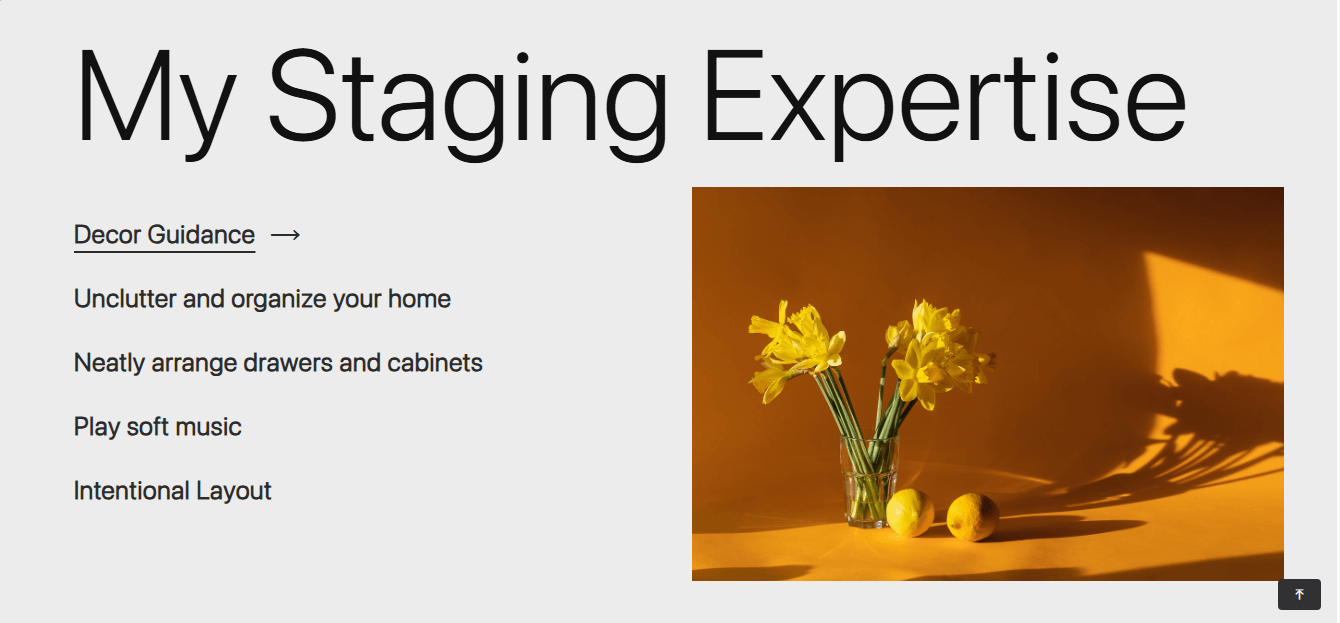 My Staging Expertise
Decor Guidance
Unclutter and organize your home
Neatly arrange drawers and cabinets
Play soft music
Intentional Layout